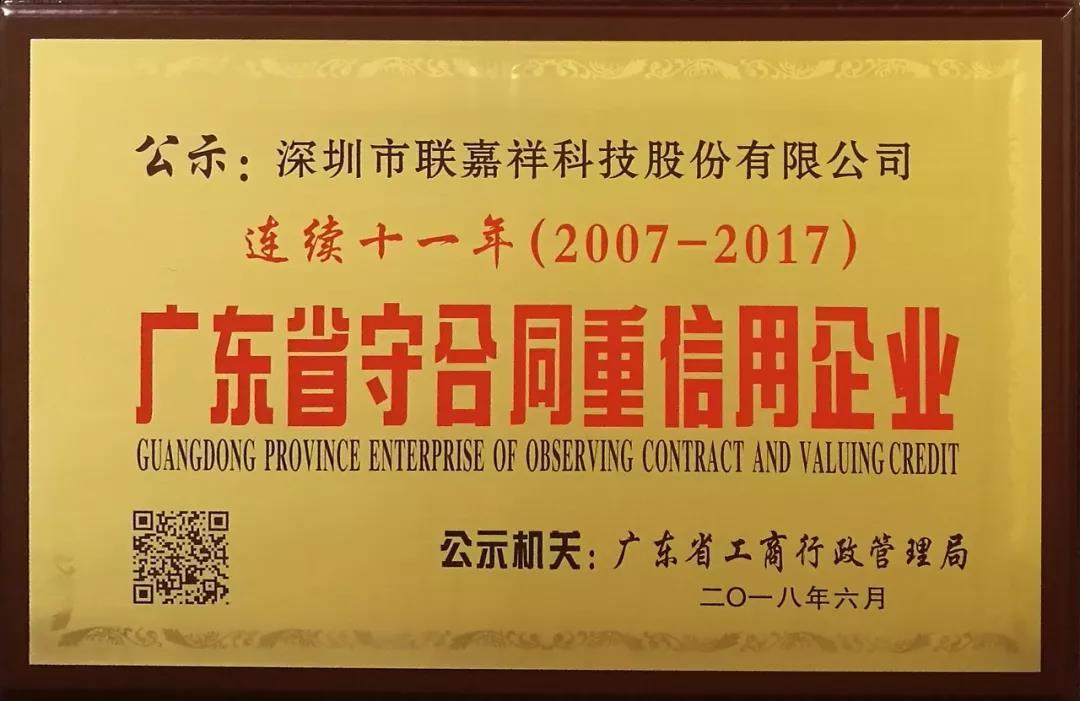 公示：深圳市联嘉祥科技股份有限公司
连续十一年(2007-2017)
广东省守合同重信用企业
GUANGDONG PROVINCE ENTERPRISE OF OBSERVING CONTRACT AND VALUING CREDIT
公示机关：广东省工商行政管理局
二〇一八年六月